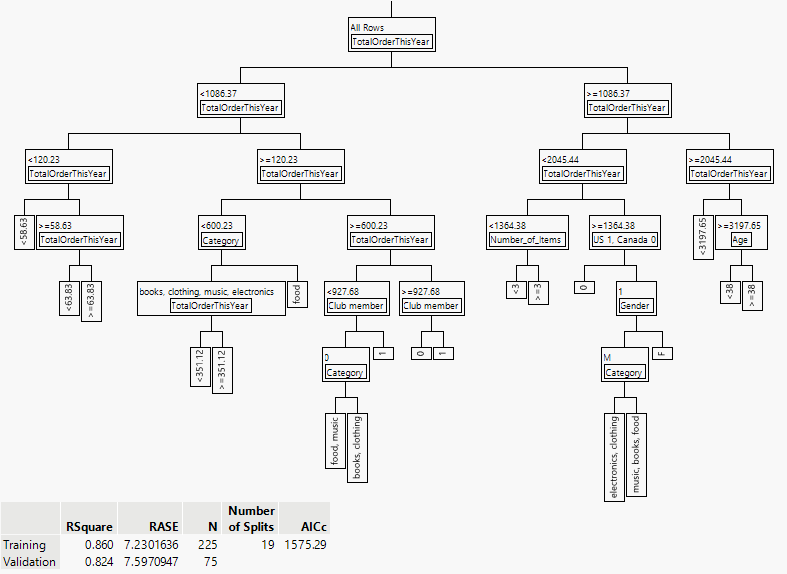 All Rows
TotalOrderThisYear
<1086.37
TotalOrderThisYear
>=1086.37
TotalOrderThisYear
<120.23
TotalOrderThisYear
>=120.23
TotalOrderThisYear
<2045.44
TotalOrderThisYear
>=2045.44
TotalOrderThisYear
<58.63
>=58.63
TotalOrderThisYear
<600.23
Category
>=600.23
TotalOrderThisYear
<1364.38
Number_of_Items
>=1364.38
US 1, Canada 0
<3197.65
>=3197.65
Age
<63.83
>=63.83
books, clothing, music, electronics
TotalOrderThisYear
food
<927.68
Club member
>=927.68
Club member
<3
>=3
0
1
Gender
<38
>=38
<351.12
>=351.12
0
Category
1
0
1
M
Category
F
food, music
books, clothing
electronics, clothing
music, books, food
RSquare RASE N Number of Splits AICc
Training 0.860 7.2301636 225 19 1575.29
Validation 0.824 7.5970947 75